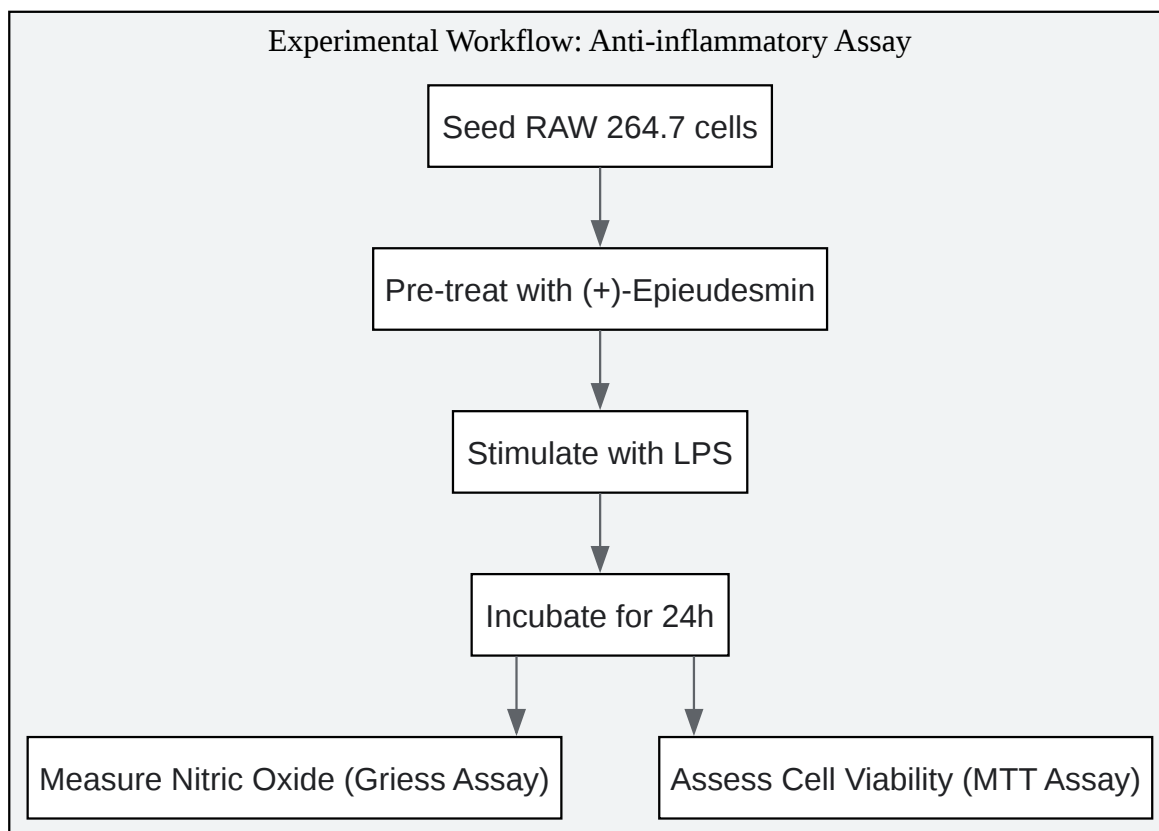 Experimental Workflow: Anti-inflammatory Assay
Seed RAW 264.7 cells
Pre-treat with (+)-Epieudesmin
Stimulate with LPS
Incubate for 24h
Measure Nitric Oxide (Griess Assay)
Assess Cell Viability (MTT Assay)